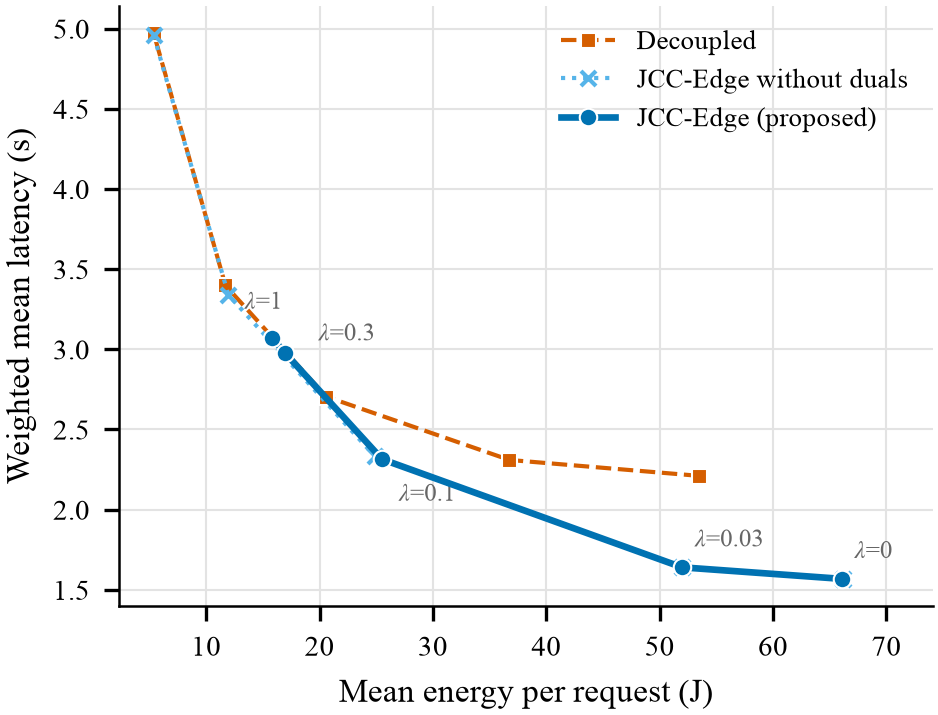 Decoupled
JCC-Edge without duals
JCC-Edge (proposed)
Weighted mean latency (s)
5.0
4.5
4.0
3.5
3.0
2.5
2.0
1.5
λ=1
λ=0.3
λ=0.1
λ=0.03
λ=0
10 20 30 40 50 60 70
Mean energy per request (J)